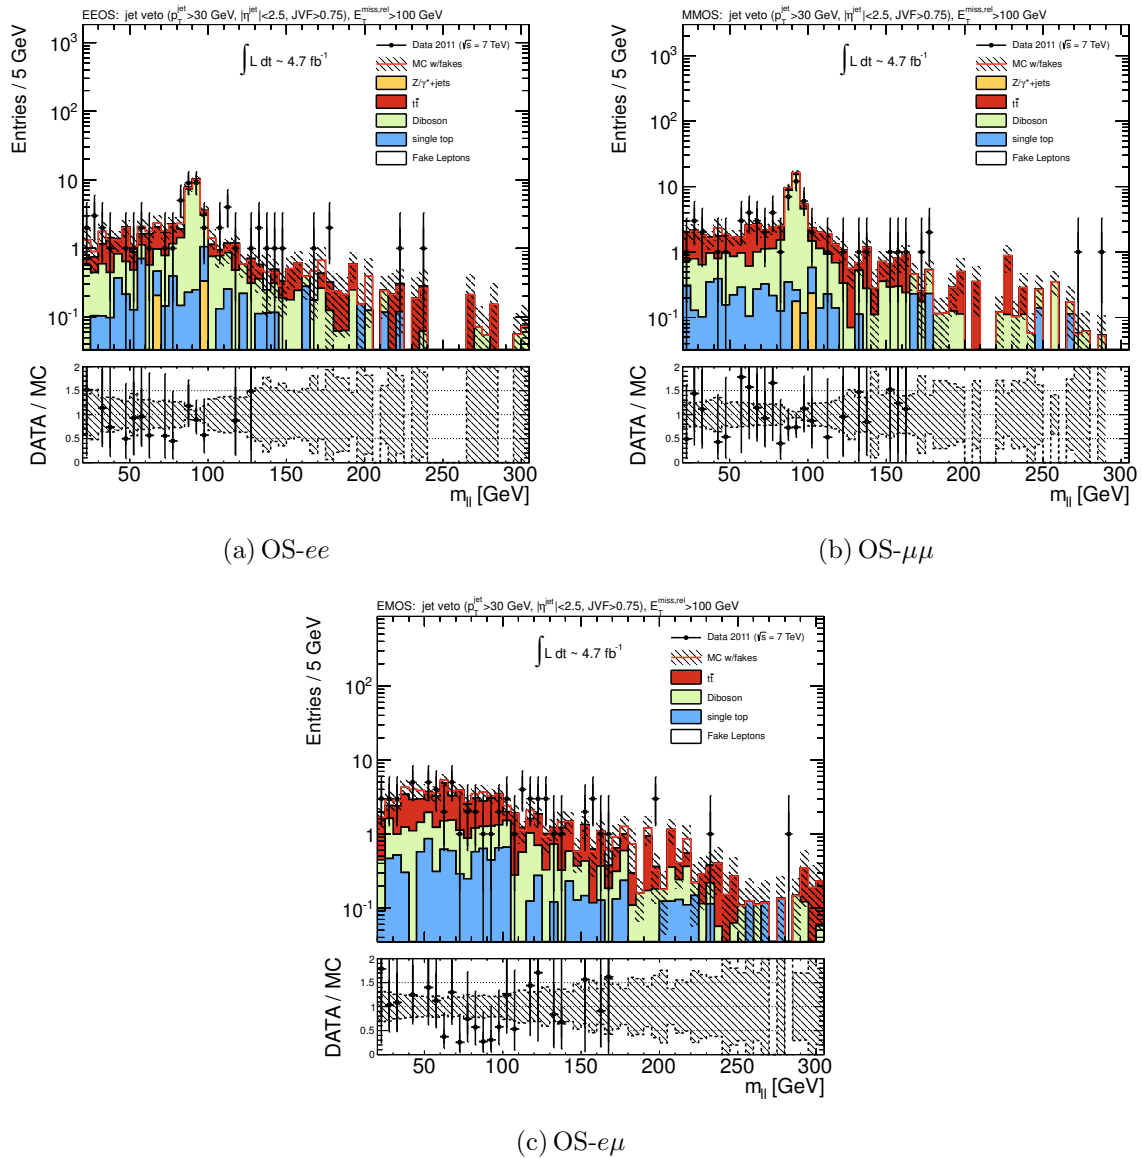 EEOS: jet veto (p_T^jet>30 GeV, |η^jet|<2.5, JVF>0.75), E_T^miss,rel>100 GeV
Entries / 5 GeV
10³
10²
10
1
10⁻¹
∫ L dt ~ 4.7 fb⁻¹
Data 2011 (√s = 7 TeV)
MC w/fakes
Z/γ*+jets
tt̄
Diboson
single top
Fake Leptons
DATA / MC
2
1.5
1
0.5
0
50 100 150 200 250 300
m_ll [GeV]
(a) OS-ee
MMOS: jet veto (p_T^jet>30 GeV, |η^jet|<2.5, JVF>0.75), E_T^miss,rel>100 GeV
Entries / 5 GeV
10³
10²
10
1
10⁻¹
∫ L dt ~ 4.7 fb⁻¹
Data 2011 (√s = 7 TeV)
MC w/fakes
Z/γ*+jets
tt̄
Diboson
single top
Fake Leptons
DATA / MC
2
1.5
1
0.5
0
50 100 150 200 250 300
m_ll [GeV]
(b) OS-μμ
EMOS: jet veto (p_T^jet>30 GeV, |η^jet|<2.5, JVF>0.75), E_T^miss,rel>100 GeV
Entries / 5 GeV
10²
10
1
10⁻¹
∫ L dt ~ 4.7 fb⁻¹
Data 2011 (√s = 7 TeV)
MC w/fakes
tt̄
Diboson
single top
Fake Leptons
DATA / MC
2
1.5
1
0.5
0
50 100 150 200 250 300
m_ll [GeV]
(c) OS-eμ